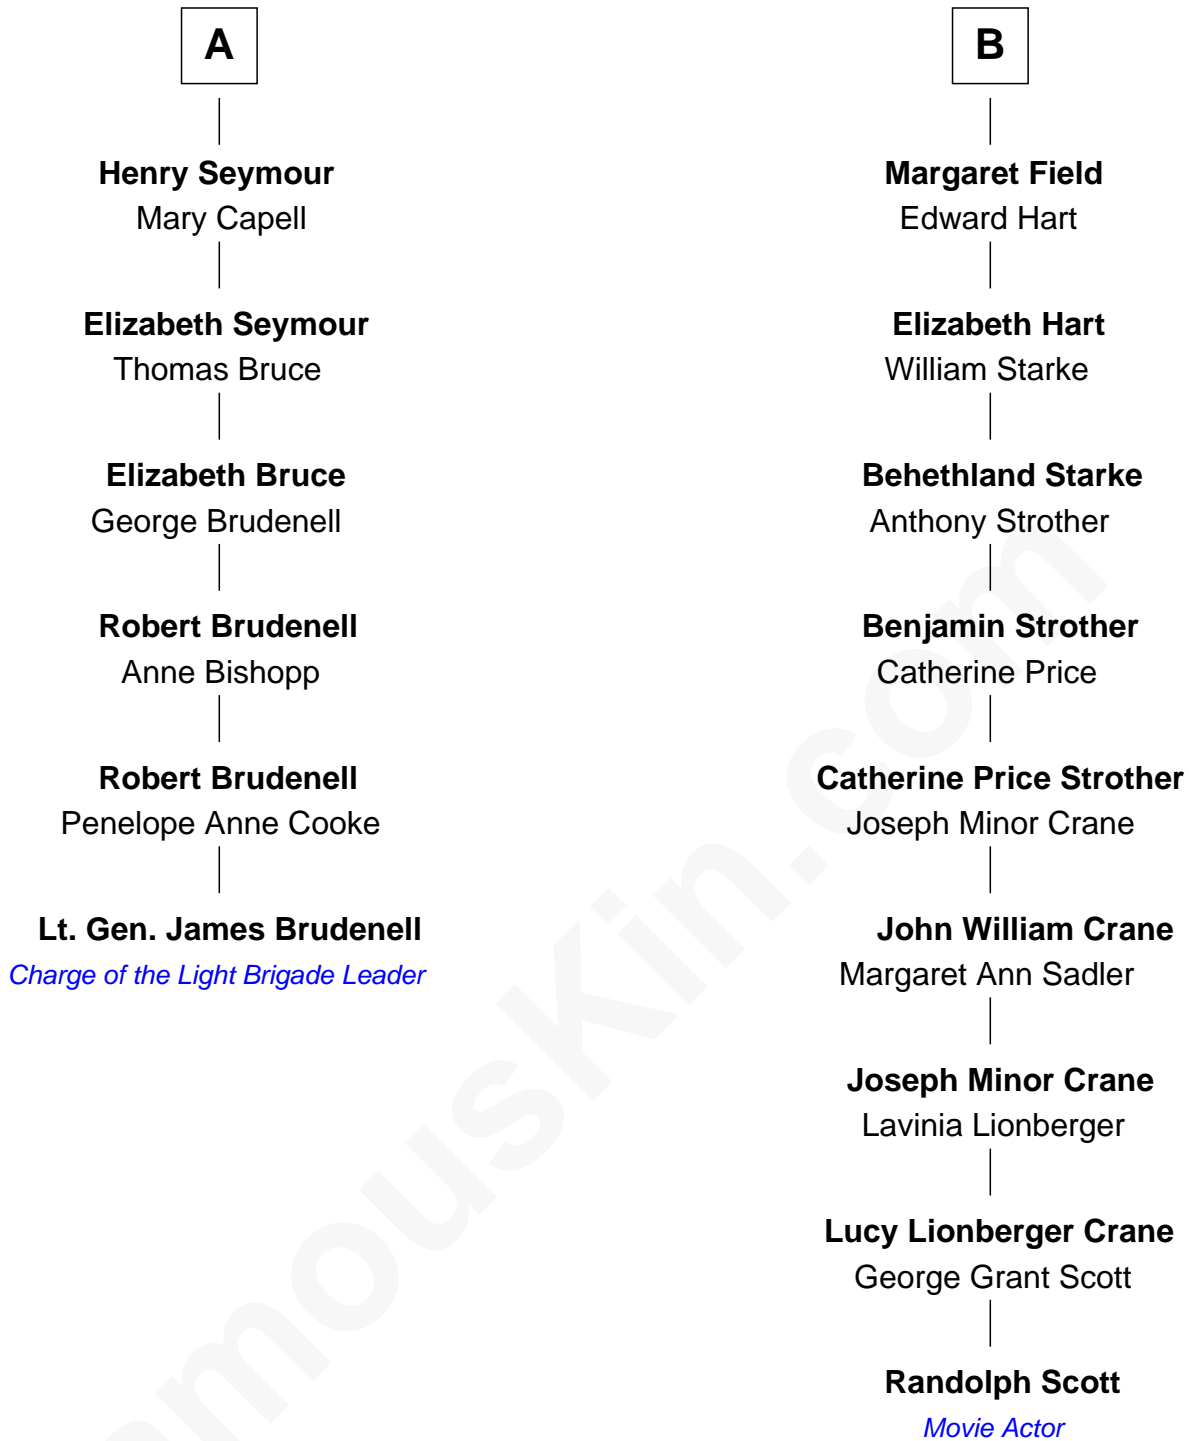 A
Henry Seymour
Mary Capell
Elizabeth Seymour
Thomas Bruce
Elizabeth Bruce
George Brudenell
Robert Brudenell
Anne Bishopp
Robert Brudenell
Penelope Anne Cooke
Lt. Gen. James Brudenell
Charge of the Light Brigade Leader
B
Margaret Field
Edward Hart
Elizabeth Hart
William Starke
Behethland Starke
Anthony Strother
Benjamin Strother
Catherine Price
Catherine Price Strother
Joseph Minor Crane
John William Crane
Margaret Ann Sadler
Joseph Minor Crane
Lavinia Lionberger
Lucy Lionberger Crane
George Grant Scott
Randolph Scott
Movie Actor
mousKin.com